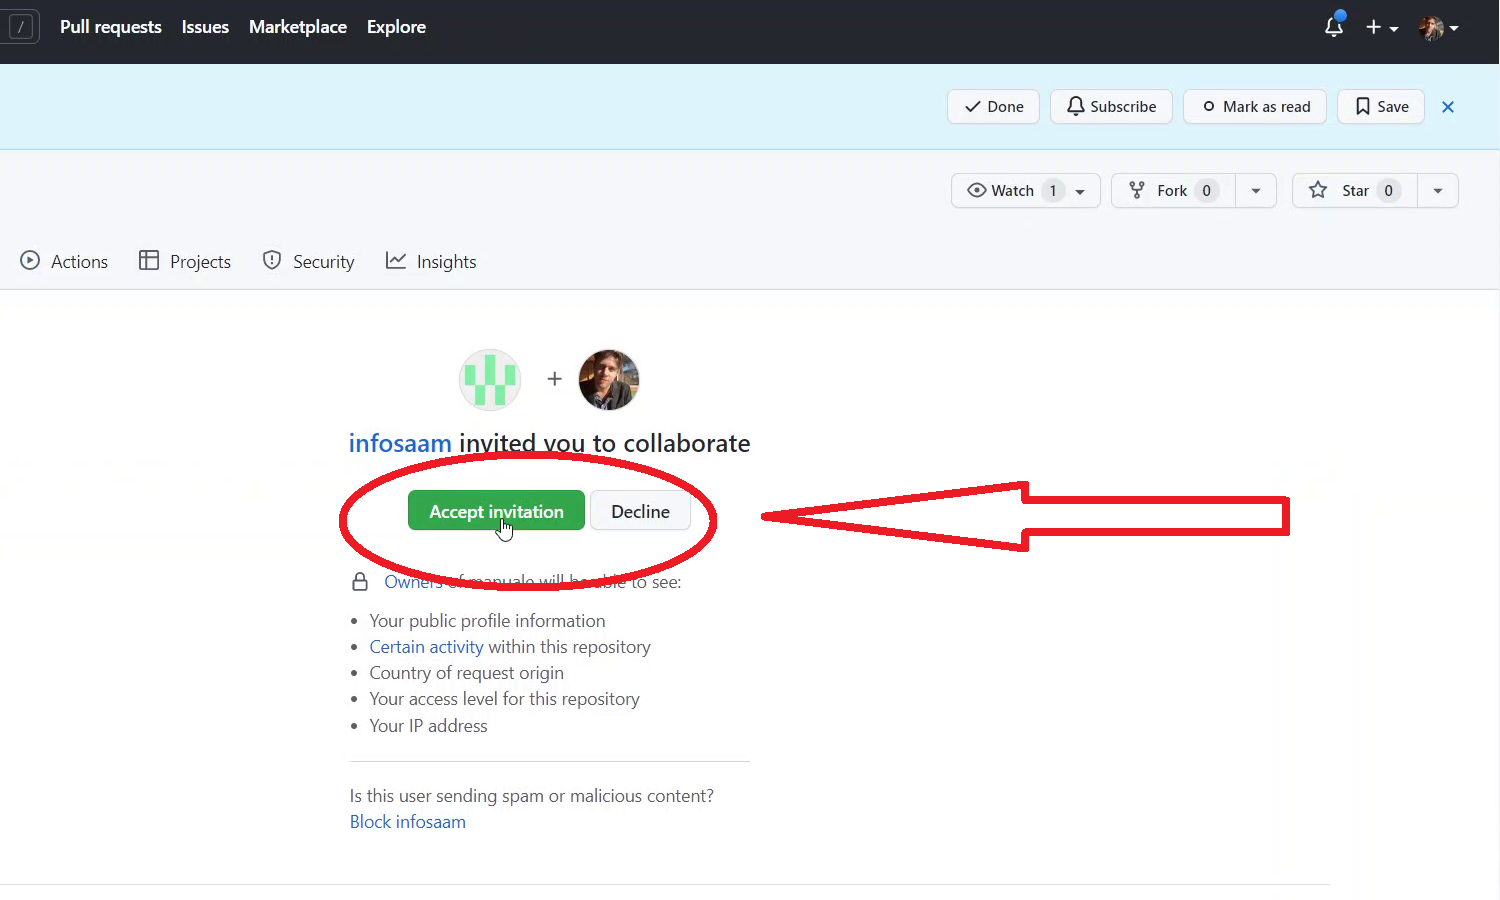 / Pull requests Issues Marketplace Explore
Done Subscribe Mark as read Save
Watch 1 Fork 0 Star 0
Actions Projects Security Insights
infosaam invited you to collaborate
Accept invitation Decline
Owners of manuale will be able to see:
Your public profile information
Certain activity within this repository
Country of request origin
Your access level for this repository
Your IP address
Is this user sending spam or malicious content?
Block infosaam